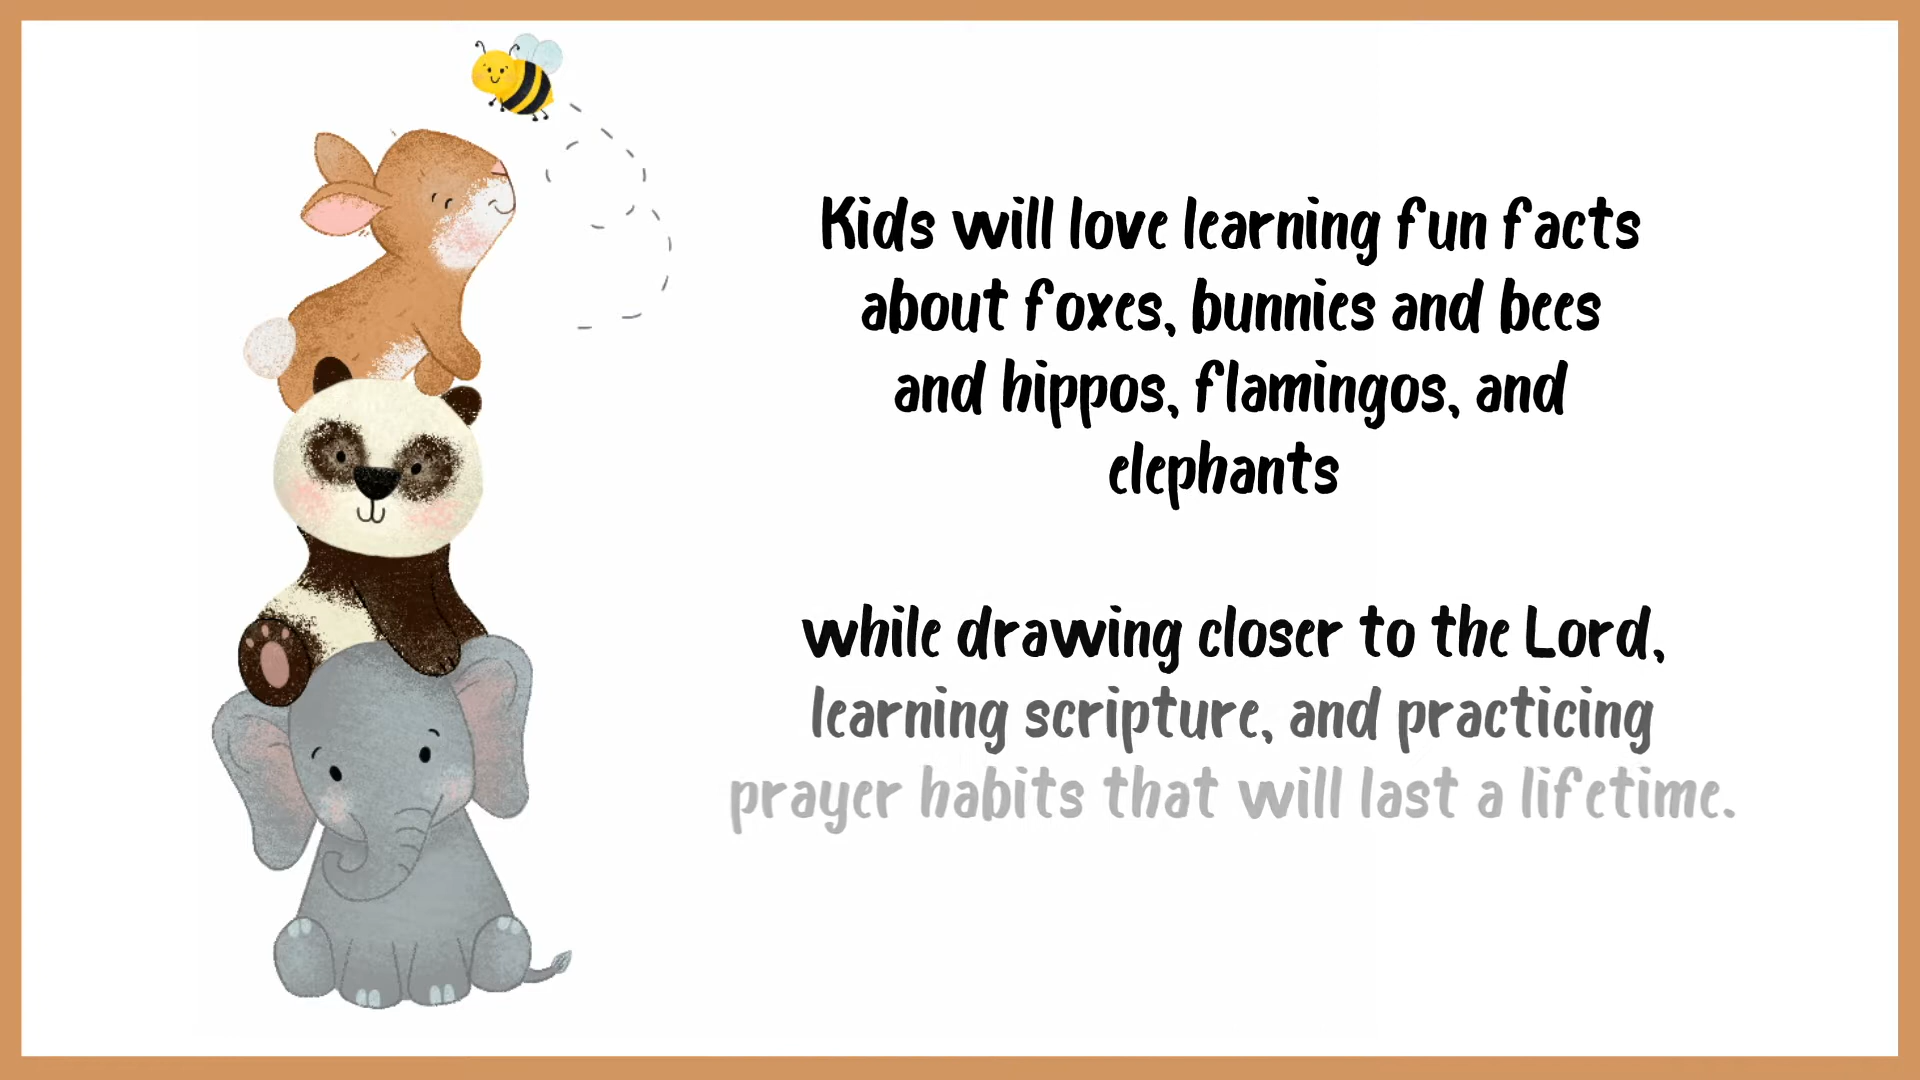 Kids will love learning fun facts
about foxes, bunnies and bees
and hippos, flamingos, and
elephants
while drawing closer to the Lord,
learning scripture, and practicing
prayer habits that will last a lifetime.